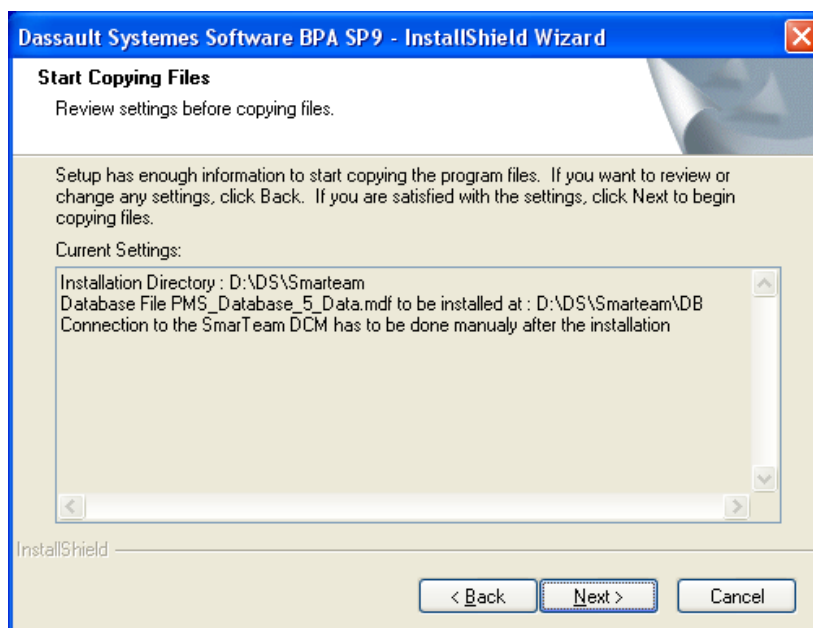 Dassault Systemes Software BPA SP9 - InstallShield Wizard
Start Copying Files
Review settings before copying files.
Setup has enough information to start copying the program files.  If you want to review or
change any settings, click Back.  If you are satisfied with the settings, click Next to begin
copying files.
Current Settings:
Installation Directory : D:\DS\Smarteam
Database File PMS_Database_5_Data.mdf to be installed at : D:\DS\Smarteam\DB
Connection to the SmarTeam DCM has to be done manualy after the installation
InstallShield
< Back
Next >
Cancel